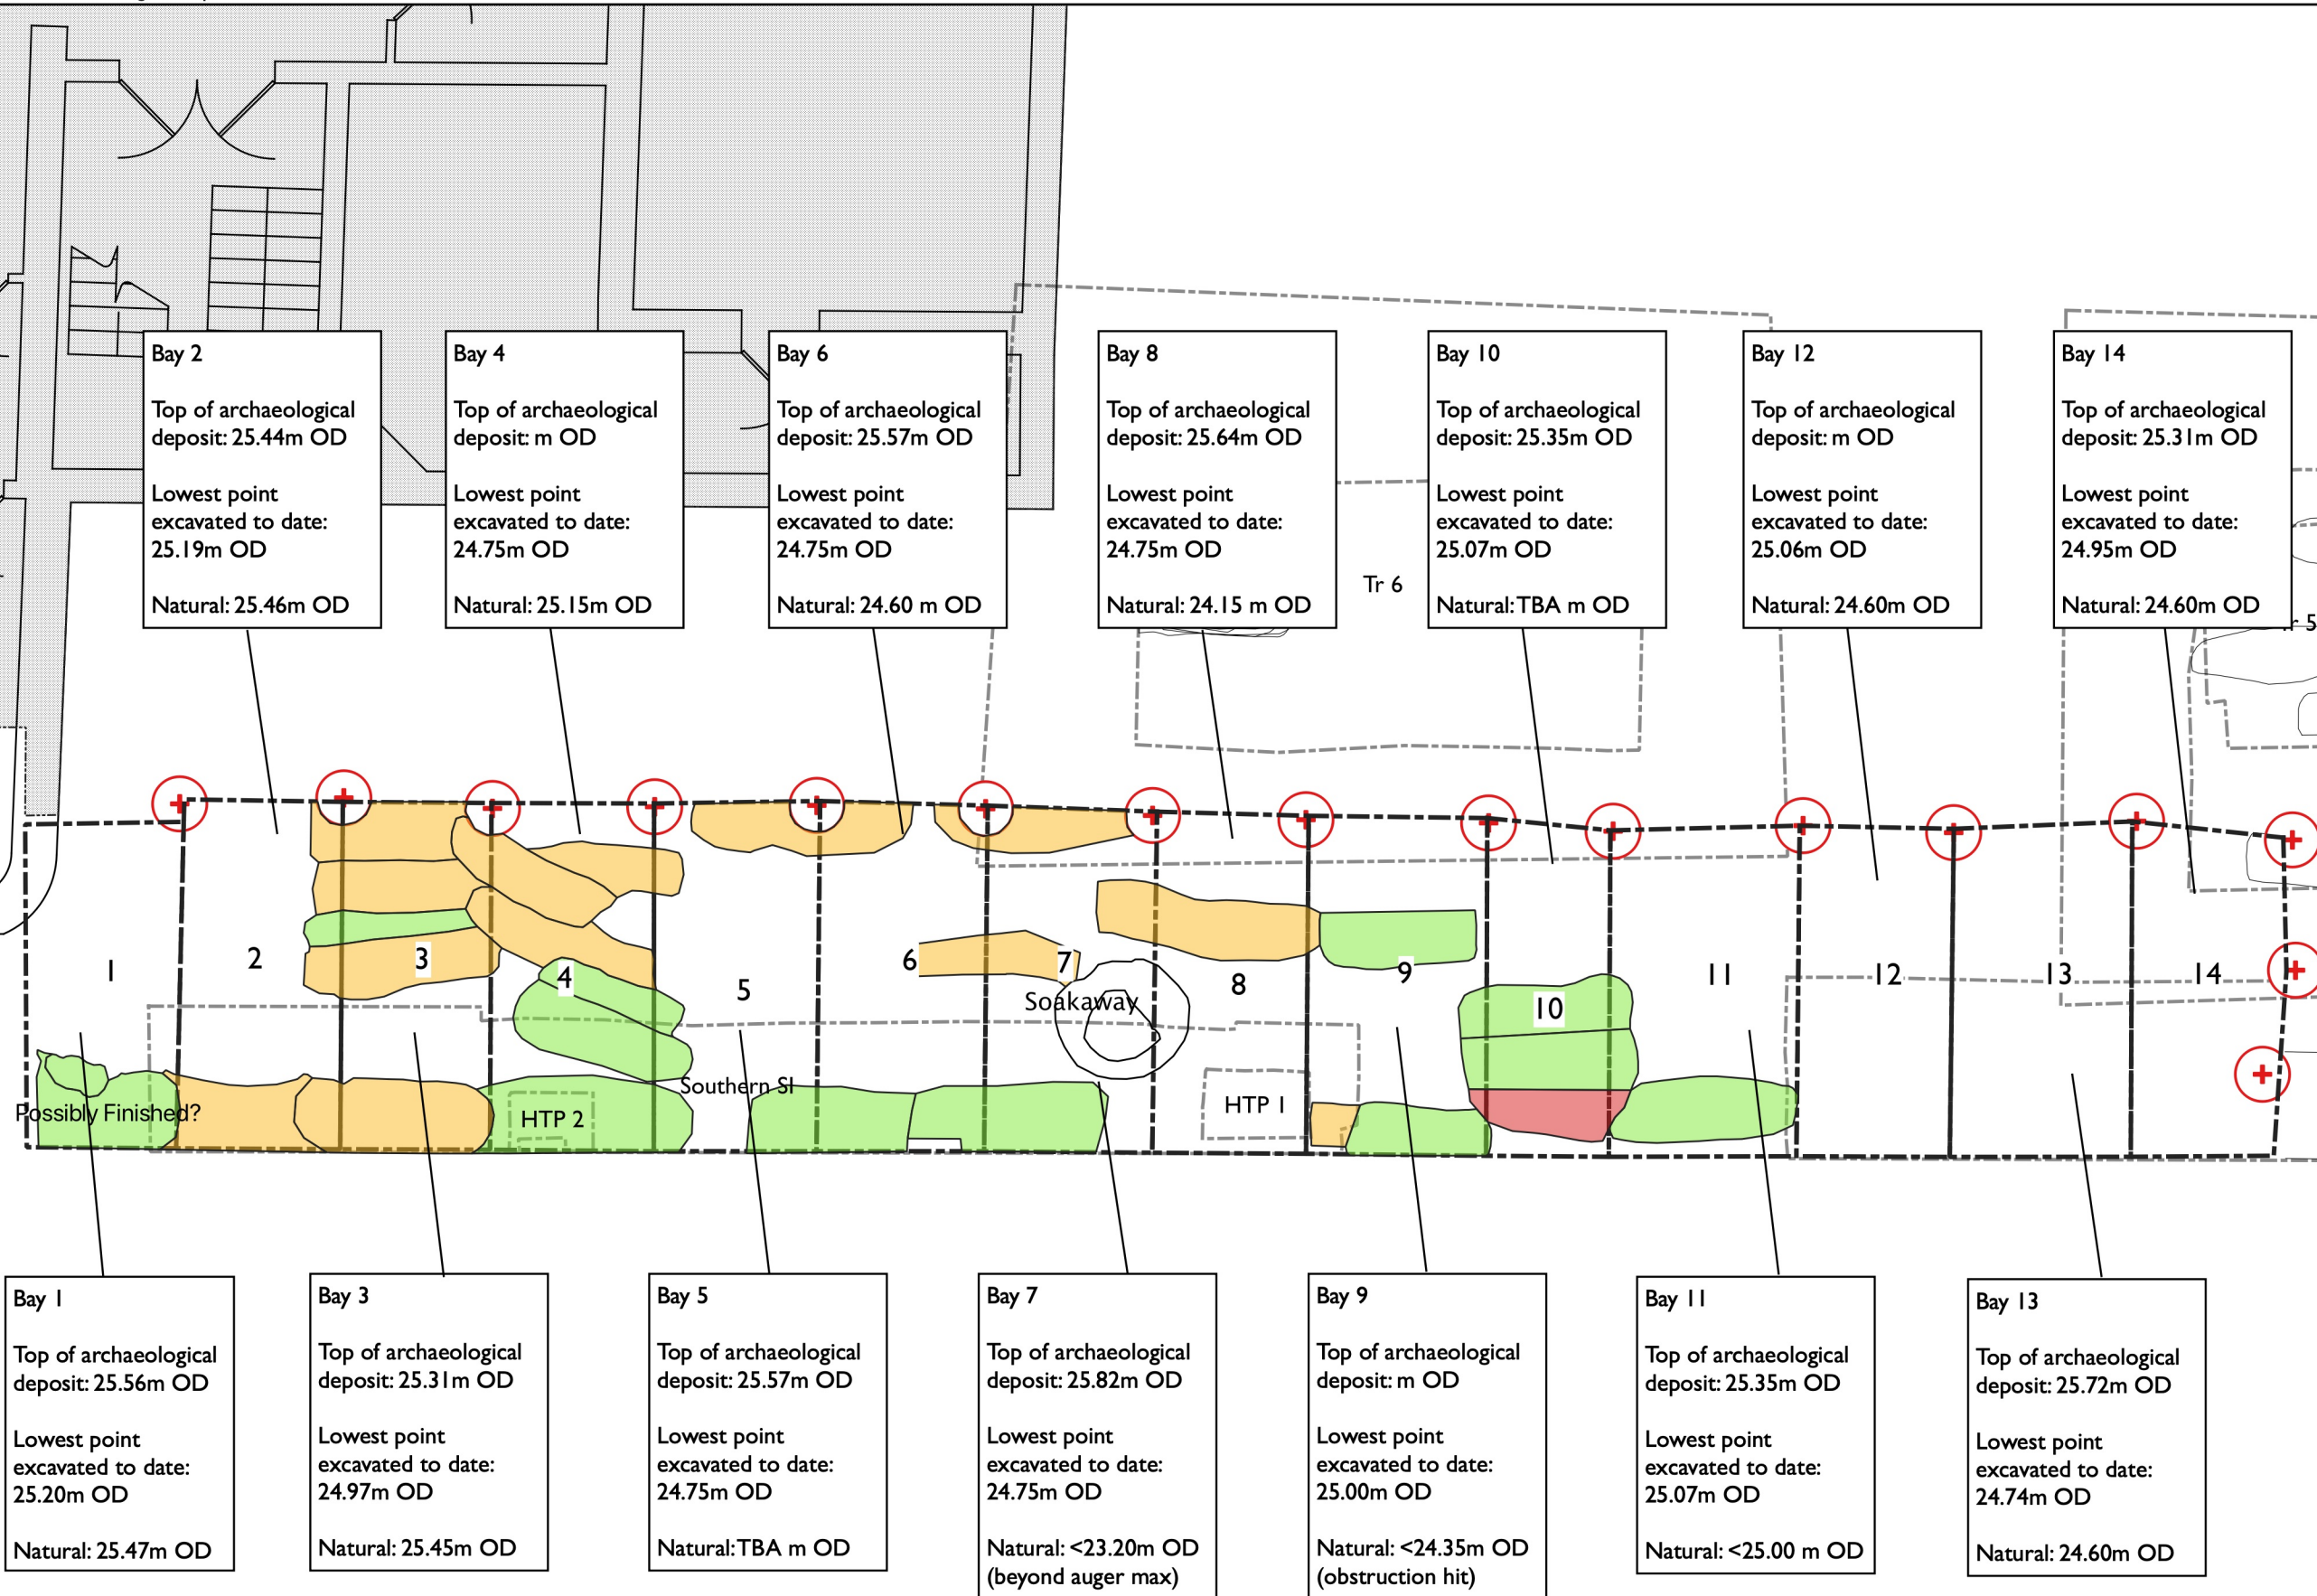 Bay 2
Top of archaeological
deposit: 25.44m OD
Lowest point
excavated to date:
25.19m OD
Natural: 25.46m OD
Bay 4
Top of archaeological
deposit: m OD
Lowest point
excavated to date:
24.75m OD
Natural: 25.15m OD
Bay 6
Top of archaeological
deposit: 25.57m OD
Lowest point
excavated to date:
24.75m OD
Natural: 24.60 m OD
Bay 8
Top of archaeological
deposit: 25.64m OD
Lowest point
excavated to date:
24.75m OD
Natural: 24.15 m OD
Tr 6
Bay 10
Top of archaeological
deposit: 25.35m OD
Lowest point
excavated to date:
25.07m OD
Natural: TBA m OD
Bay 12
Top of archaeological
deposit: m OD
Lowest point
excavated to date:
25.06m OD
Natural: 24.60m OD
Bay 14
Top of archaeological
deposit: 25.31m OD
Lowest point
excavated to date:
24.95m OD
Natural: 24.60m OD
1
2
3
4
5
6
7
8
9
10
11
12
13
14
Soakaway
Southern SI
Possibly Finished?
HTP 2
HTP 1
Bay 1
Top of archaeological
deposit: 25.56m OD
Lowest point
excavated to date:
25.20m OD
Natural: 25.47m OD
Bay 3
Top of archaeological
deposit: 25.31m OD
Lowest point
excavated to date:
24.97m OD
Natural: 25.45m OD
Bay 5
Top of archaeological
deposit: 25.57m OD
Lowest point
excavated to date:
24.75m OD
Natural: TBA m OD
Bay 7
Top of archaeological
deposit: 25.82m OD
Lowest point
excavated to date:
24.75m OD
Natural: <23.20m OD
(beyond auger max)
Bay 9
Top of archaeological
deposit: m OD
Lowest point
excavated to date:
25.00m OD
Natural: <24.35m OD
(obstruction hit)
Bay 11
Top of archaeological
deposit: 25.35m OD
Lowest point
excavated to date:
25.07m OD
Natural: <25.00 m OD
Bay 13
Top of archaeological
deposit: 25.72m OD
Lowest point
excavated to date:
24.74m OD
Natural: 24.60m OD